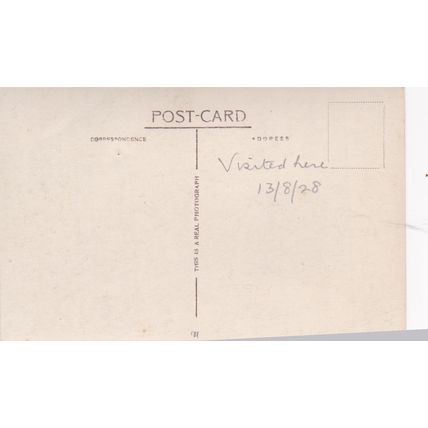 POST-CARD
CORRESPONDENCE
ADDRESS
Visited here
13/8/28
THIS IS A REAL PHOTOGRAPH